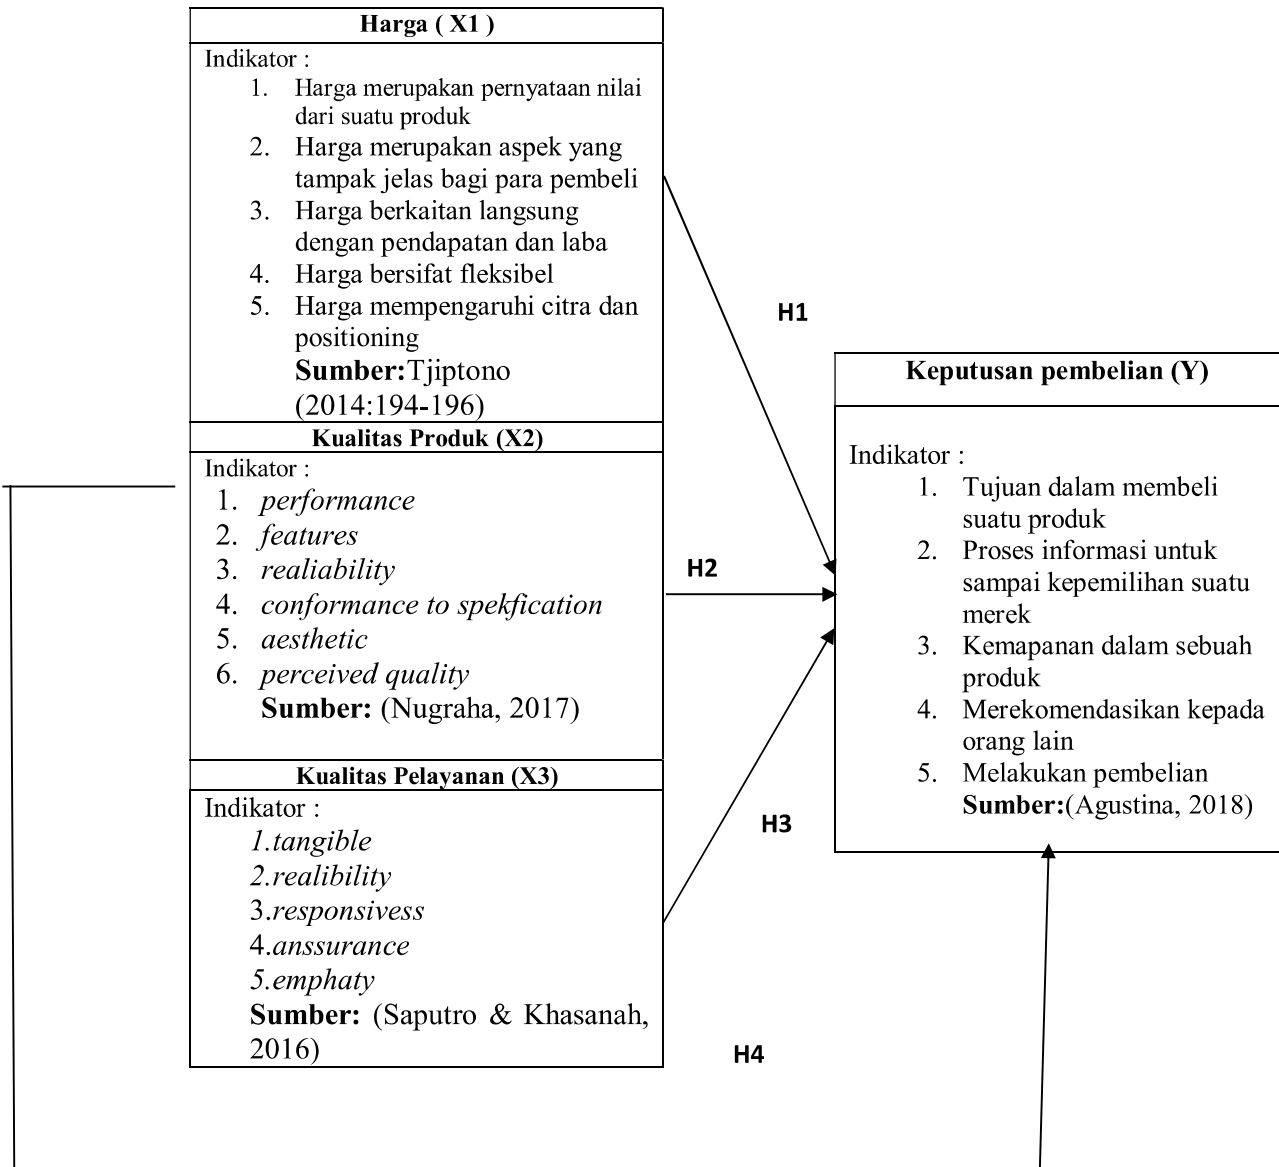 Harga ( X1 )
Indikator :
1. Harga merupakan pernyataan nilai
dari suatu produk
2. Harga merupakan aspek yang
tampak jelas bagi para pembeli
3. Harga berkaitan langsung
dengan pendapatan dan laba
4. Harga bersifat fleksibel
5. Harga mempengaruhi citra dan
positioning
Sumber:Tjiptono
(2014:194-196)
Kualitas Produk (X2)
Indikator :
1. performance
2. features
3. realiability
4. conformance to spekfication
5. aesthetic
6. perceived quality
Sumber: (Nugraha, 2017)
Kualitas Pelayanan (X3)
Indikator :
1.tangible
2.realibility
3.responsivess
4.anssurance
5.emphaty
Sumber: (Saputro & Khasanah,
2016)
H1
H2
H3
H4
Keputusan pembelian (Y)
Indikator :
1. Tujuan dalam membeli
suatu produk
2. Proses informasi untuk
sampai kepemilihan suatu
merek
3. Kemapanan dalam sebuah
produk
4. Merekomendasikan kepada
orang lain
5. Melakukan pembelian
Sumber:(Agustina, 2018)